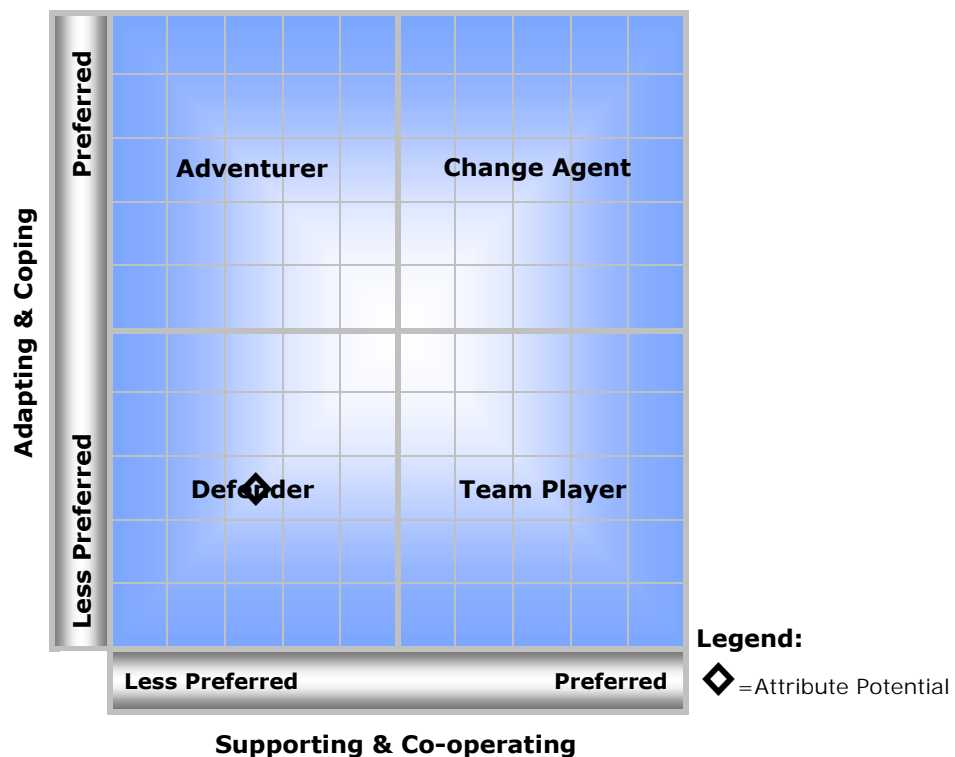 Preferred
Adventurer
Change Agent
Adapting & Coping
Less Preferred
Defender
Team Player
Legend:
=Attribute Potential
Less Preferred
Preferred
Supporting & Co-operating